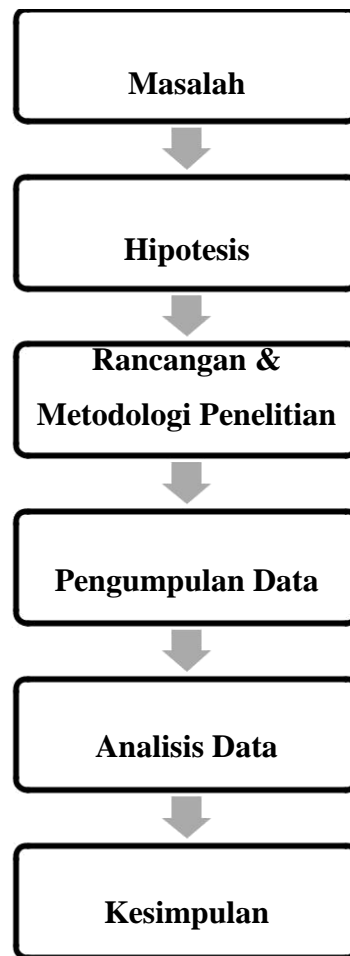 Masalah
Hipotesis
Rancangan &
Metodologi Penelitian
Pengumpulan Data
Analisis Data
Kesimpulan